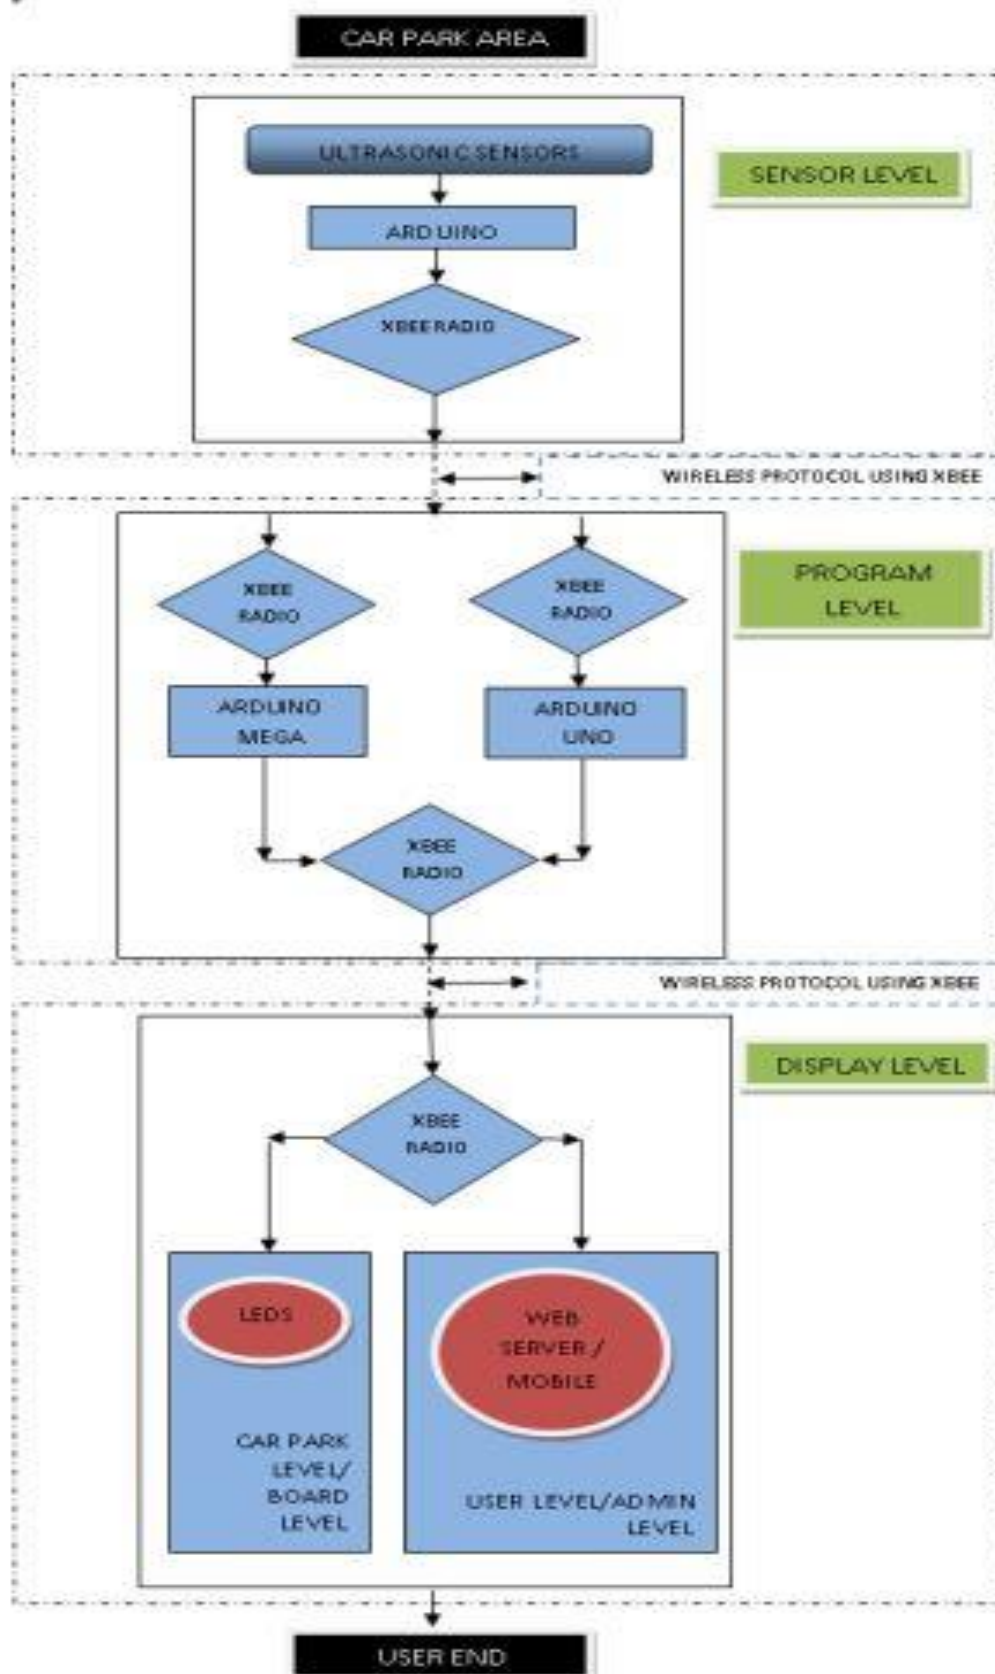 CAR PARK AREA
ULTRASONIC SENSORS
SENSOR LEVEL
ARDUINO
XBEE RADIO
WIRELESS PROTOCOL USING XBEE
PROGRAM
LEVEL
XBEE
RADIO
XBEE
RADIO
ARDUINO
MEGA
ARDUINO
UNO
XBEE
RADIO
WIRELESS PROTOCOL USING XBEE
DISPLAY LEVEL
XBEE
RADIO
LEDS
CAR PARK
LEVEL/
BOARD
LEVEL
WEB
SERVER /
MOBILE
USER LEVEL/ADMIN
LEVEL
USER END